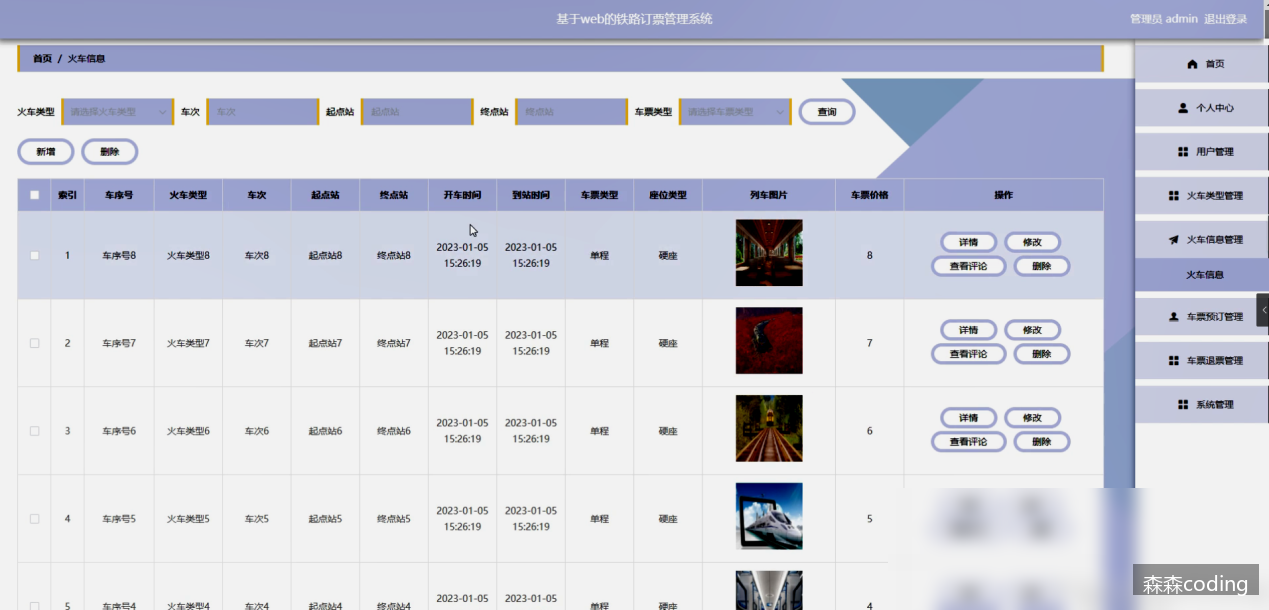 基于web的铁路订票管理系统
管理员 admin 退出登录
首页 / 火车信息
火车类型 请选择火车类型 车次 车次 起点站 起点站 终点站 终点站 车票类型 请选择车票类型 查询
新增 删除
索引 车序号 火车类型 车次 起点站 终点站 开车时间 到站时间 车票类型 座位类型 列车图片 车票价格 操作
1 车序号8 火车类型8 车次8 起点站8 终点站8 2023-01-05 15:26:19 2023-01-05 15:26:19 单程 硬座 8 详情 修改 查看评论 删除
2 车序号7 火车类型7 车次7 起点站7 终点站7 2023-01-05 15:26:19 2023-01-05 15:26:19 单程 硬座 7 详情 修改 查看评论 删除
3 车序号6 火车类型6 车次6 起点站6 终点站6 2023-01-05 15:26:19 2023-01-05 15:26:19 单程 硬座 6 详情 修改 查看评论 删除
4 车序号5 火车类型5 车次5 起点站5 终点站5 2023-01-05 15:26:19 2023-01-05 15:26:19 单程 硬座 5
5 车序号4 火车类型4 车次4 起点站4 终点站4 2023-01-05 2023-01-05 单程 硬座 4
首页
个人中心
用户管理
火车类型管理
火车信息管理
火车信息
车票预订管理
车票退票管理
系统管理
森森coding